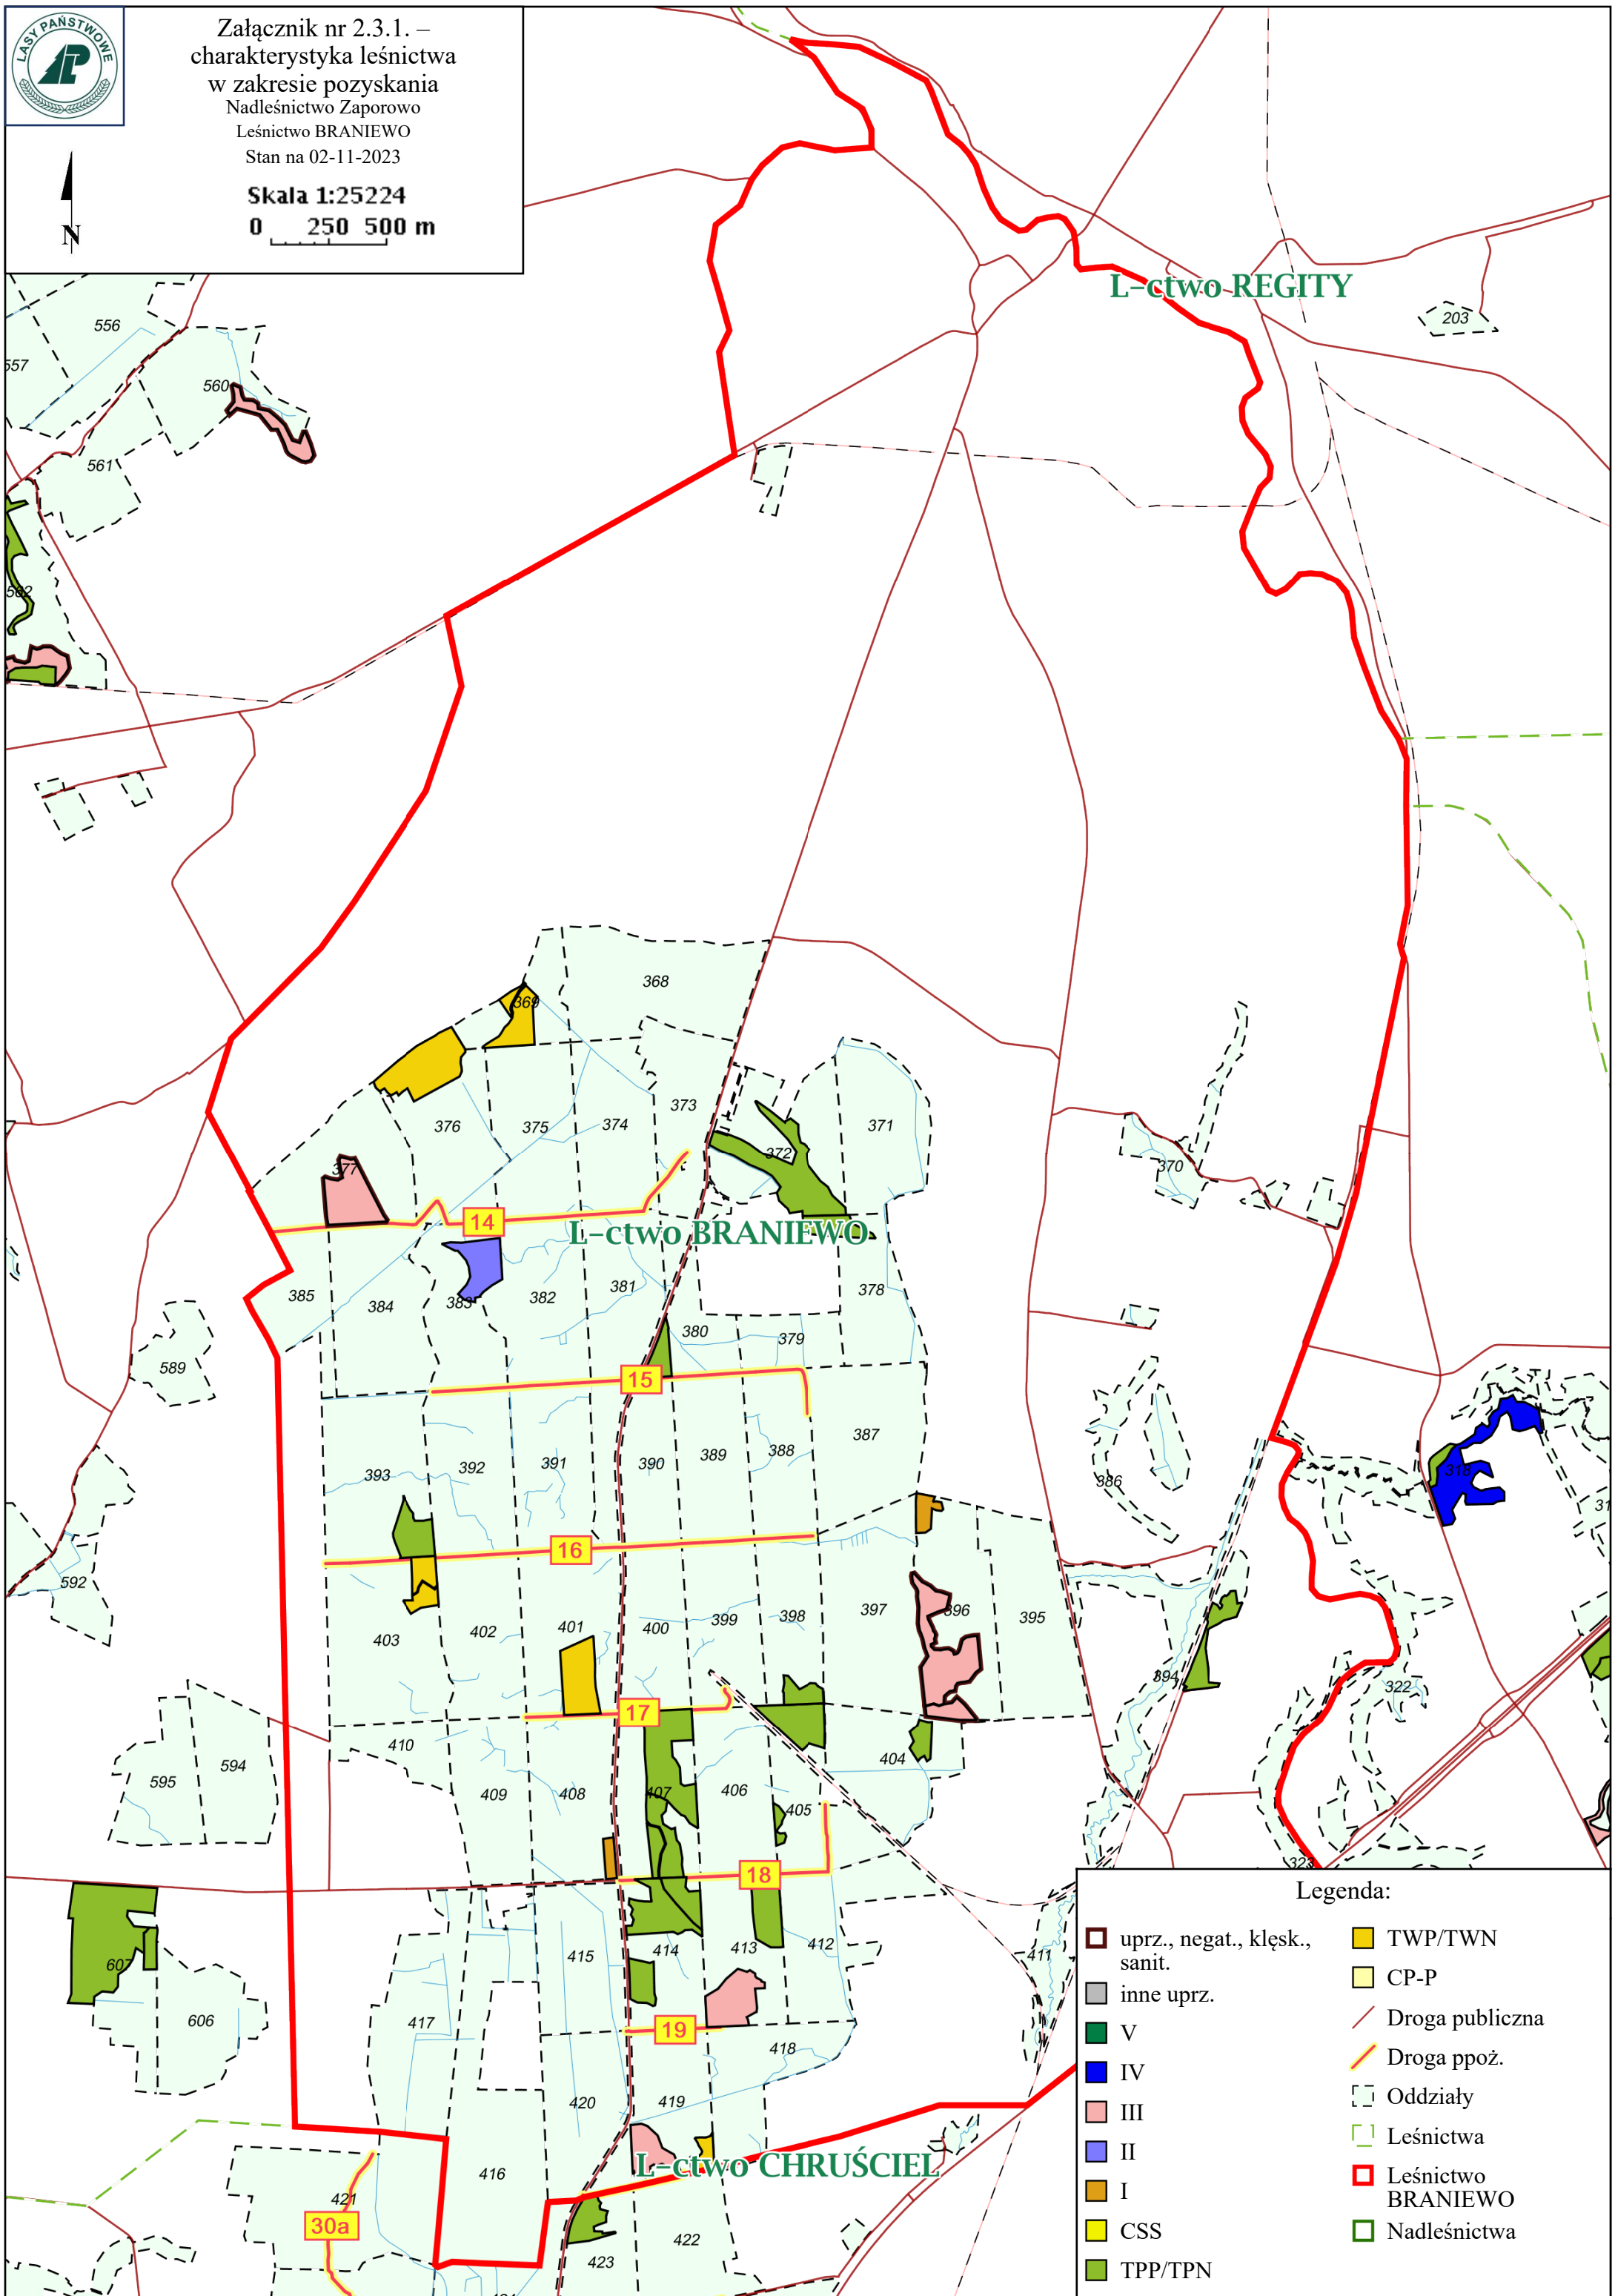 LASY PAŃSTWOWE
LP
Załącznik nr 2.3.1. –
charakterystyka leśnictwa
w zakresie pozyskania
Nadleśnictwo Zaporowo
Leśnictwo BRANIEWO
Stan na 02-11-2023
Skala 1:25224
0 250 500 m
N
L-ctwo REGITY
203
556
557
560
561
562
368
369
373
376
375
374
371
372
370
377
14
L-ctwo BRANIEWO
385
384
383
382
381
378
380
379
589
15
387
393
392
391
390
389
388
386
318
31
16
592
403
402
401
400
399
398
397
396
395
394
322
17
410
404
595
594
409
408
407
406
405
18
323
607
606
415
414
413
412
411
417
19
418
420
419
L-ctwo CHRUŚCIEL
416
421
30a
422
423
Legenda:
uprz., negat., klęsk.,
sanit.
inne uprz.
V
IV
III
II
I
CSS
TPP/TPN
TWP/TWN
CP-P
Droga publiczna
Droga ppoż.
Oddziały
Leśnictwa
Leśnictwo
BRANIEWO
Nadleśnictwa